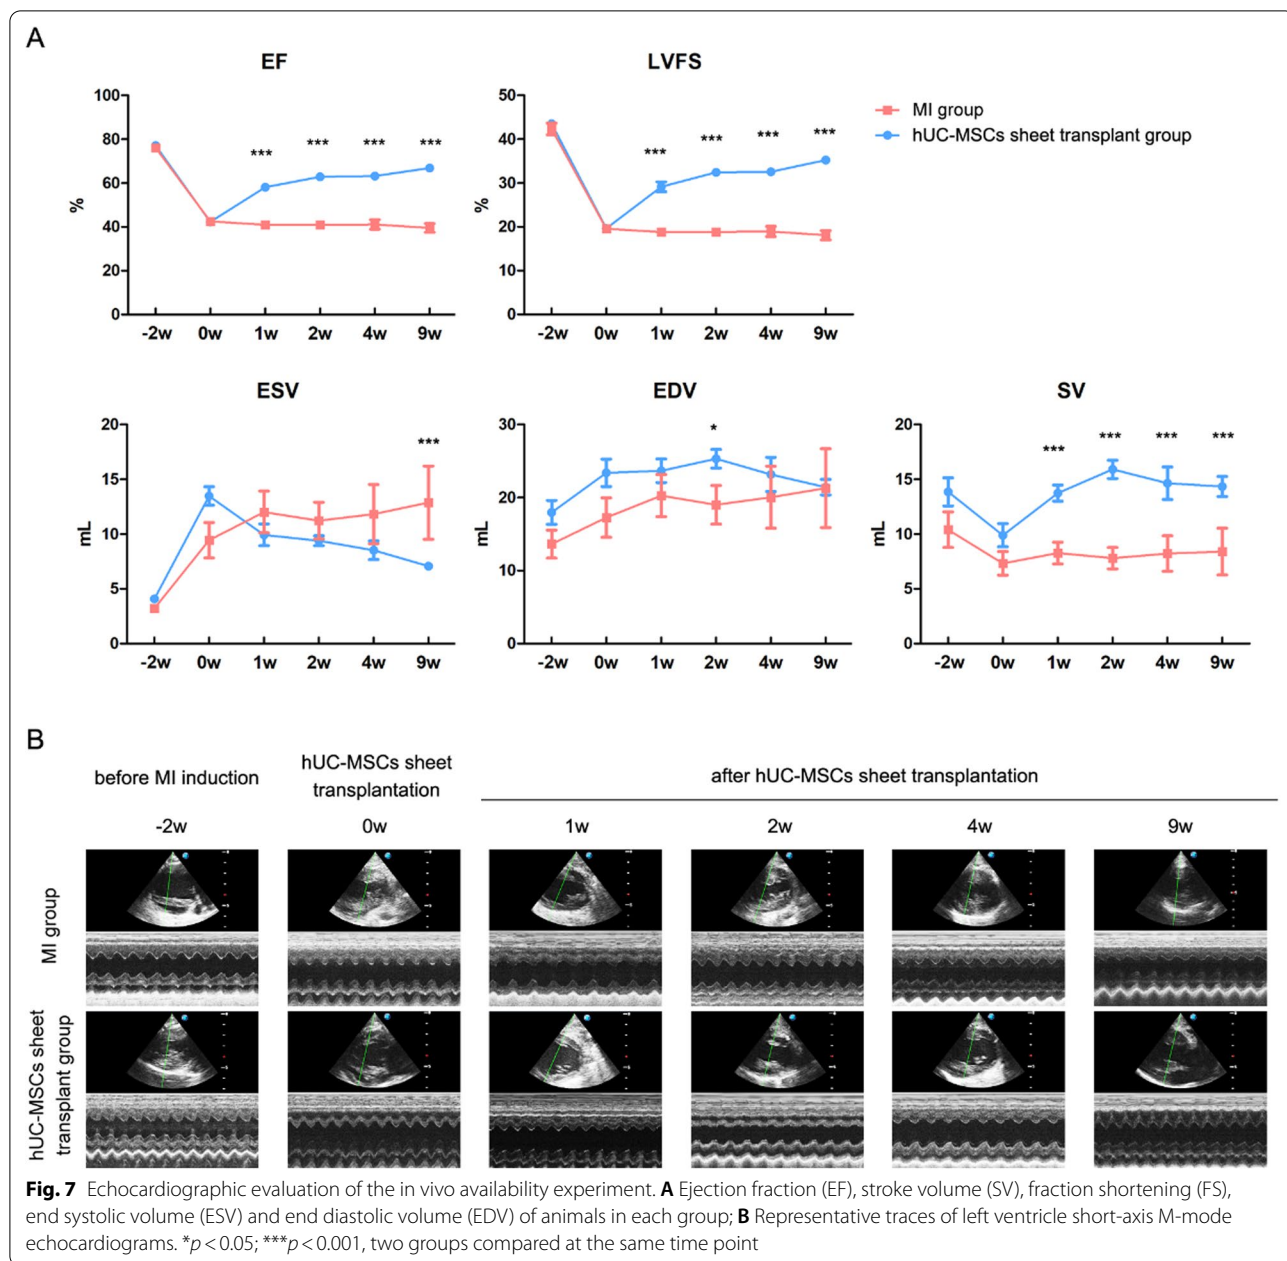 A
EF
LVFS
MI group
hUC-MSCs sheet transplant group
100
80
60
40
20
0
%
*** *** *** ***
-2w 0w 1w 2w 4w 9w
50
40
30
20
10
0
%
*** *** *** ***
-2w 0w 1w 2w 4w 9w
ESV
EDV
SV
20
15
10
5
0
mL
***
-2w 0w 1w 2w 4w 9w
30
20
10
0
mL
*
-2w 0w 1w 2w 4w 9w
20
15
10
5
0
mL
*** *** *** ***
-2w 0w 1w 2w 4w 9w
B
before MI induction
hUC-MSCs sheet
transplantation
after hUC-MSCs sheet transplantation
-2w 0w 1w 2w 4w 9w
MI group
hUC-MSCs sheet
transplant group
Fig. 7 Echocardiographic evaluation of the in vivo availability experiment. A Ejection fraction (EF), stroke volume (SV), fraction shortening (FS),
end systolic volume (ESV) and end diastolic volume (EDV) of animals in each group; B Representative traces of left ventricle short-axis M-mode
echocardiograms. *p < 0.05; ***p < 0.001, two groups compared at the same time point